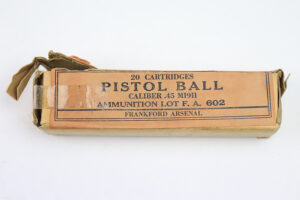 20 CARTRIDGES
PISTOL BALL
CALIBER .45 M1911
AMMUNITION LOT F. A. 602
FRANKFORD ARSENAL